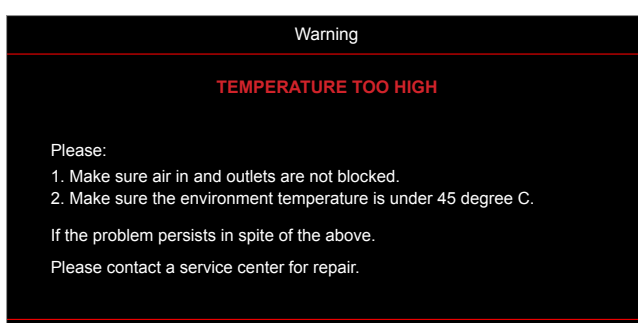 Warning
TEMPERATURE TOO HIGH
Please:
1. Make sure air in and outlets are not blocked.
2. Make sure the environment temperature is under 45 degree C.
If the problem persists in spite of the above.
Please contact a service center for repair.